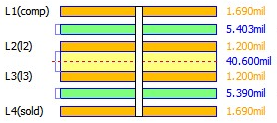 L1(comp) 1.690mil
5.403mil
L2(l2) 1.200mil
40.600mil
L3(l3) 1.200mil
5.390mil
L4(sold) 1.690mil